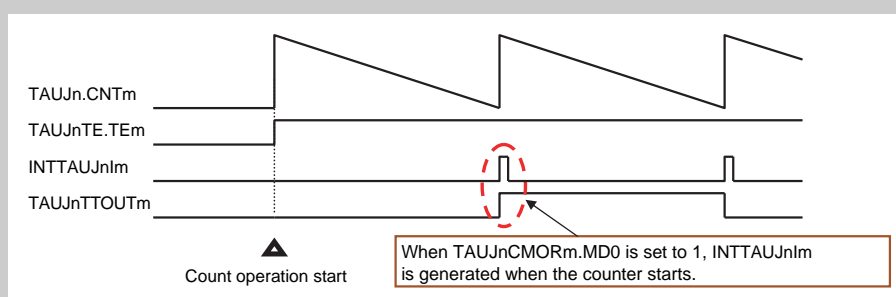 TAUJn.CNTm
TAUJnTE.TEm
INTTAUJnIm
TAUJnTTOUTm
When TAUJnCMORm.MD0 is set to 1, INTTAUJnIm
is generated when the counter starts.
Count operation start